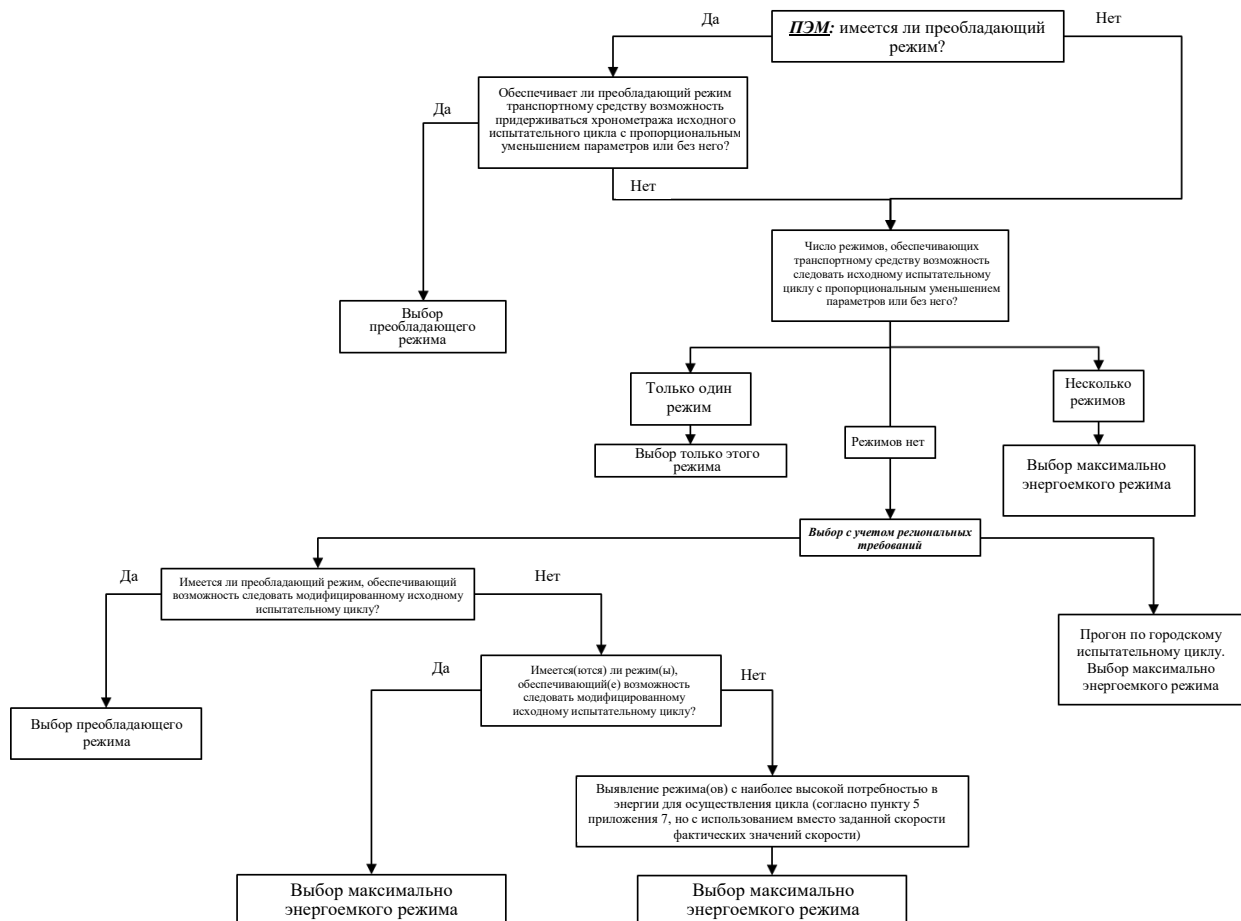 Да
ПЭМ: имеется ли преобладающий
режим?
Нет
Обеспечивает ли преобладающий режим
транспортному средству возможность
придерживаться хронометража исходного
испытательного цикла с пропорциональным
уменьшением параметров или без него?
Да
Нет
Число режимов, обеспечивающих
транспортному средству возможность
следовать исходному испытательному
циклу с пропорциональным уменьшением
параметров или без него?
Выбор
преобладающего
режима
Только один
режим
Несколько
режимов
Режимов нет
Выбор только этого
режима
Выбор максимально
энергоемкого режима
Выбор с учетом региональных
требований
Да
Имеется ли преобладающий режим, обеспечивающий
возможность следовать модифицированному исходному
испытательному циклу?
Нет
Прогон по городскому
испытательному циклу.
Выбор максимально
энергоемкого режима
Да
Имеется(ются) ли режим(ы),
обеспечивающий(е) возможность
следовать модифицированному
исходному испытательному циклу?
Нет
Выбор преобладающего
режима
Выявление режима(ов) с наиболее высокой потребностью в
энергии для осуществления цикла (согласно пункту 5
приложения 7, но с использованием вместо заданной скорости
фактических значений скорости)
Выбор максимально
энергоемкого режима
Выбор максимально
энергоемкого режима